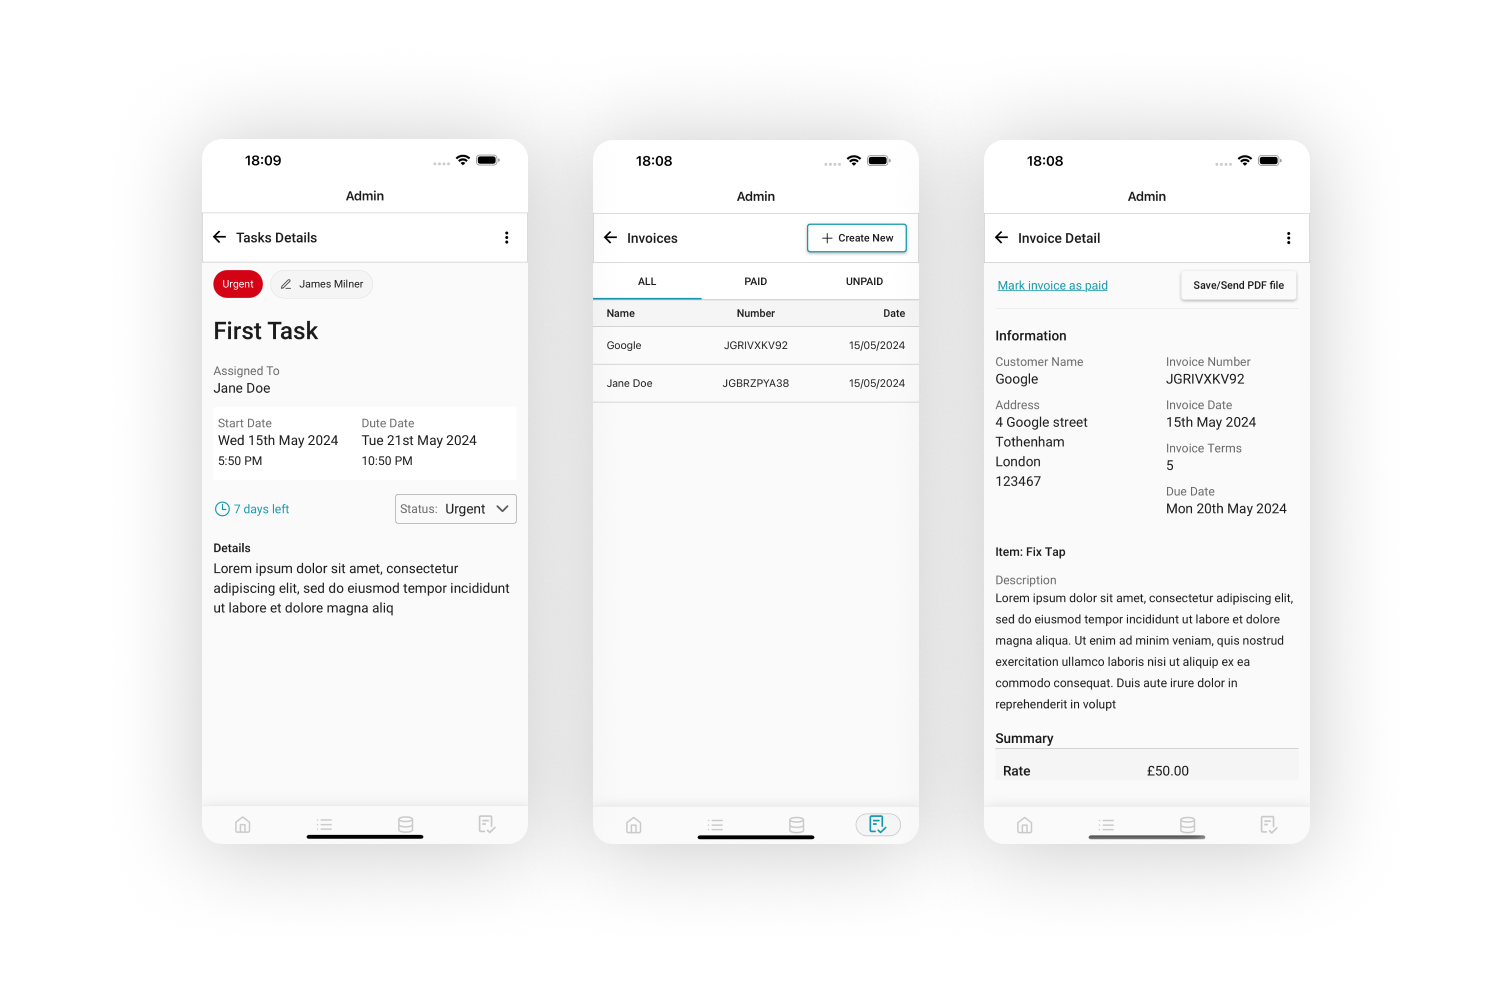 18:09
Admin
Tasks Details
Urgent
James Milner
First Task
Assigned To
Jane Doe
Start Date Dute Date
Wed 15th May 2024 Tue 21st May 2024
5:50 PM 10:50 PM
7 days left
Status: Urgent
Details
Lorem ipsum dolor sit amet, consectetur
adipiscing elit, sed do eiusmod tempor incididunt
ut labore et dolore magna aliq
18:08
Admin
Invoices
Create New
ALL PAID UNPAID
Name Number Date
Google JGRIVXKV92 15/05/2024
Jane Doe JGBRZPYA38 15/05/2024
18:08
Admin
Invoice Detail
Mark invoice as paid
Save/Send PDF file
Information
Customer Name
Google
Address
4 Google street
Tothenham
London
123467
Invoice Number
JGRIVXKV92
Invoice Date
15th May 2024
Invoice Terms
5
Due Date
Mon 20th May 2024
Item: Fix Tap
Description
Lorem ipsum dolor sit amet, consectetur adipiscing elit,
sed do eiusmod tempor incididunt ut labore et dolore
magna aliqua. Ut enim ad minim veniam, quis nostrud
exercitation ullamco laboris nisi ut aliquip ex ea
commodo consequat. Duis aute irure dolor in
reprehenderit in volupt
Summary
Rate £50.00